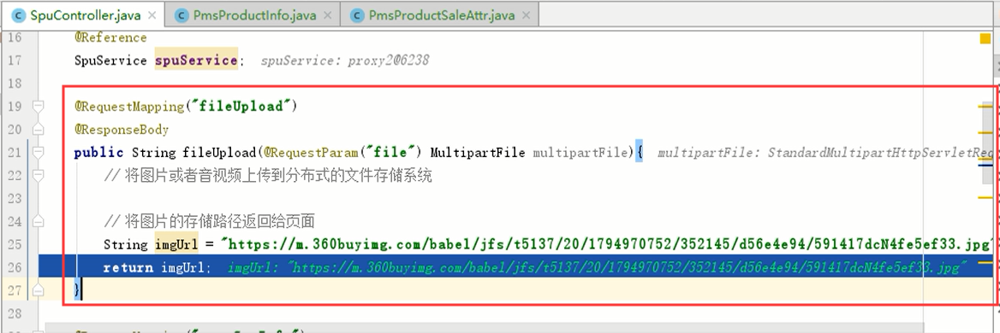 SpuController.java × PmsProductInfo.java × PmsProductSaleAttr.java ×
16 @Reference
17 SpuService spuService; spuService: proxy2@6238
18
19 @RequestMapping("fileUpload")
20 @ResponseBody
21 public String fileUpload(@RequestParam("file") MultipartFile multipartFile){ multipartFile: StandardMultipartHttpServletReq
22 // 将图片或者音视频上传到分布式的文件存储系统
23
24 // 将图片的存储路径返回给页面
25 String imgUrl = "https://m.360buyimg.com/babel/jfs/t5137/20/1794970752/352145/d56e4e94/591417dcN4fe5ef33.jpg"
26 return imgUrl; imgUrl: "https://m.360buyimg.com/babel/jfs/t5137/20/1794970752/352145/d56e4e94/591417dcN4fe5ef33.jpg"
27 }
28